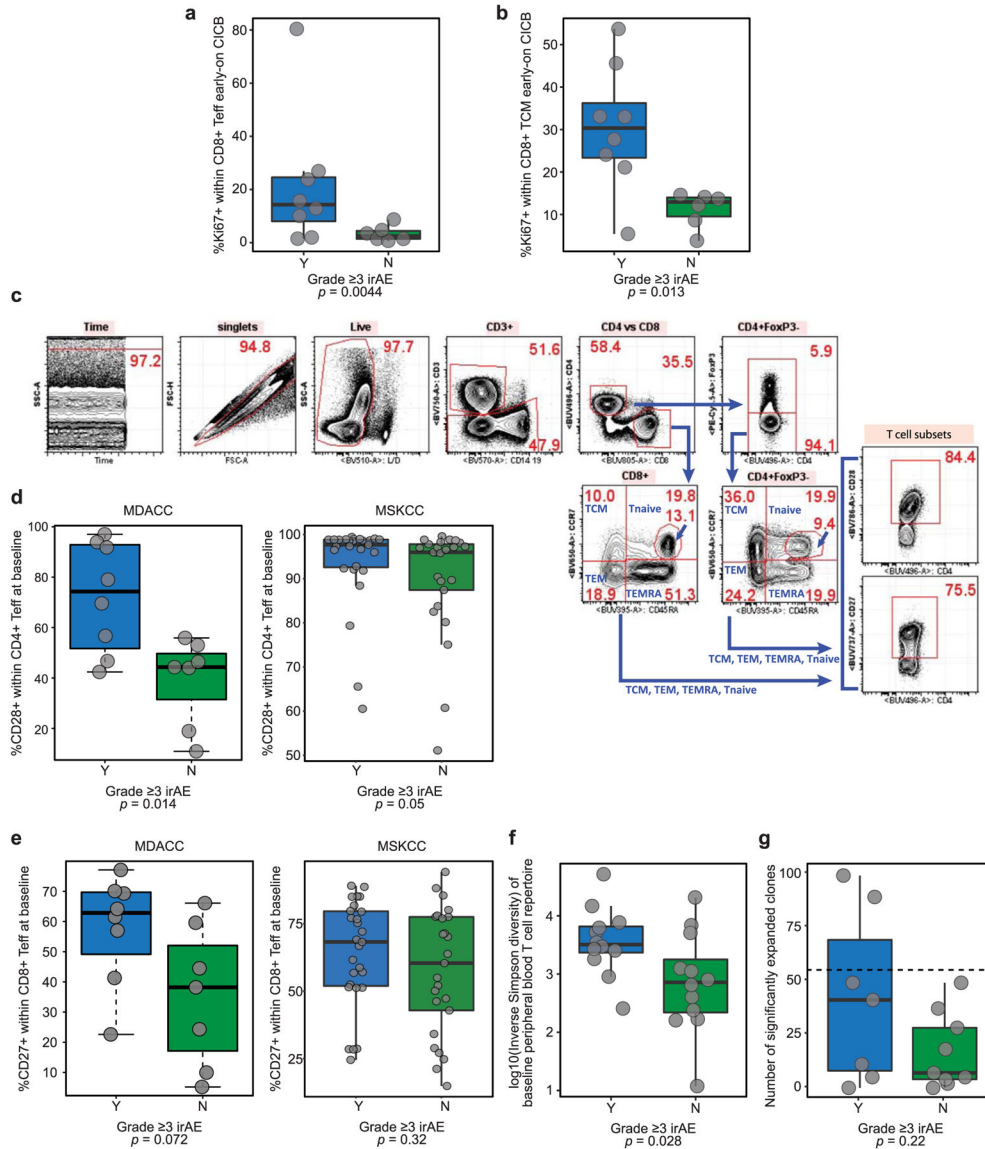 a
%Ki67+ within CD8+ Teff early-on CICB
80
60
40
20
0
Y N
Grade ≥3 irAE
p = 0.0044
b
%Ki67+ within CD8+ TCM early-on CICB
50
40
30
20
10
Y N
Grade ≥3 irAE
p = 0.013
c
Time
97.2
SSC-A
Time
singlets
94.8
FSC-H
FSC-A
Live
97.7
SSC-A
<BV510-A>: L/D
CD3+
51.6
47.9
<BV750-A>: CD3
<BV570-A>: CD14 19
CD4 vs CD8
58.4
35.5
<BUV496-A>: CD4
<BUV805-A>: CD8
CD4+FoxP3-
5.9
94.1
<PE-Cy5.5-A>: FoxP3
<BUV496-A>: CD4
CD8+
10.0 19.8
TCM Tnaive
13.1
TEM TEMRA
18.9 51.3
<BV650-A>: CCR7
<BUV395-A>: CD45RA
CD4+FoxP3-
36.0 19.9
TCM Tnaive
9.4
TEM TEMRA
24.2 19.9
<BV650-A>: CCR7
<BUV395-A>: CD45RA
TCM, TEM, TEMRA, Tnaive
TCM, TEM, TEMRA, Tnaive
T cell subsets
84.4
<BV786-A>: CD28
<BUV496-A>: CD4
75.5
<BUV737-A>: CD27
<BUV496-A>: CD4
d
MDACC
%CD28+ within CD4+ Teff at baseline
100
80
60
40
20
Y N
Grade ≥3 irAE
p = 0.014
MSKCC
%CD28+ within CD4+ Teff at baseline
100
90
80
70
60
50
Y N
Grade ≥3 irAE
p = 0.05
e
MDACC
%CD27+ within CD8+ Teff at baseline
80
70
60
50
40
30
20
10
Y N
Grade ≥3 irAE
p = 0.072
MSKCC
%CD27+ within CD8+ Teff at baseline
75
50
25
Y N
Grade ≥3 irAE
p = 0.32
f
log10(Inverse Simpson diversity) of
baseline peripheral blood T cell repertoire
4
3
2
1
Y N
Grade ≥3 irAE
p = 0.028
g
Number of significantly expanded clones
100
75
50
25
0
Y N
Grade ≥3 irAE
p = 0.22